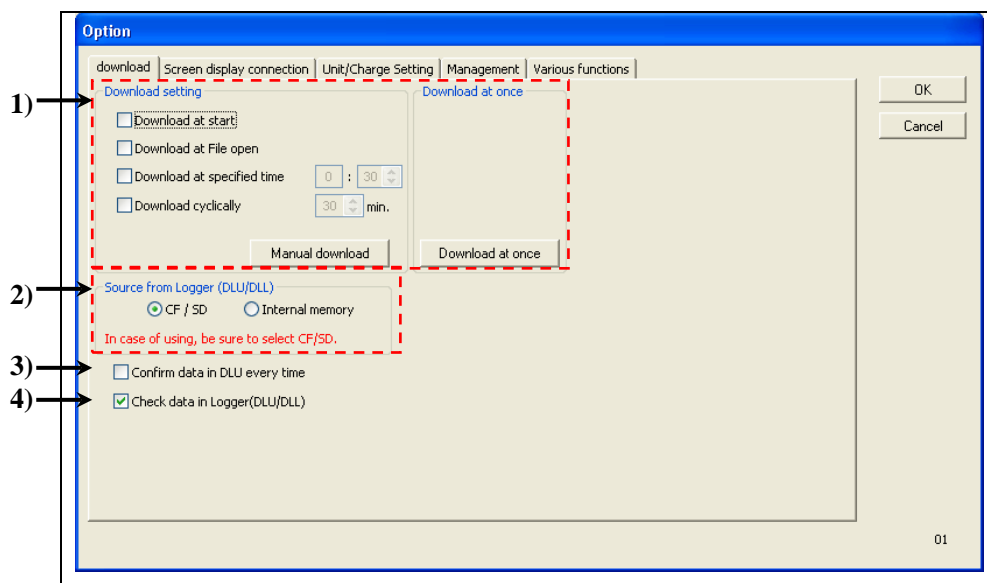 Option
download Screen display connection Unit/Charge Setting Management Various functions
1)
Download setting
Download at once
OK
Download at start
Cancel
Download at File open
Download at specified time 0 : 30
Download cyclically 30 min.
Manual download
Download at once
2)
Source from Logger (DLU/DLL)
CF / SD Internal memory
In case of using, be sure to select CF/SD.
3)
Confirm data in DLU every time
4)
Check data in Logger(DLU/DLL)
01